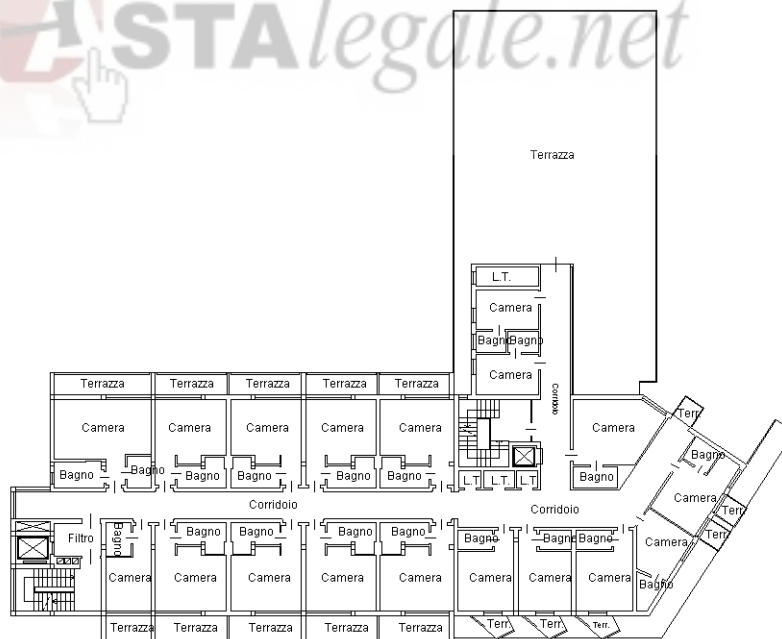 ASTAlegale.net
Terrazza
L.T.
Camera
Bagno Bagno
Camera
Corridoio
Terrazza Terrazza Terrazza Terrazza Terrazza
Terr.
Camera Camera Camera Camera Camera Camera
Bagno Bagno Bagno Bagno Bagno Bagno
L.T. L.T. L.T. Bagno
Camera
Corridoio Corridoio
Terr.
Filtro Bagno Bagno Bagno Bagno Bagno Bagno Bagno Bagno
Terr.
Camera
Camera Camera Camera Camera Camera Camera Camera Camera
Bagno
Terrazza Terrazza Terrazza Terrazza Terrazza Terr. Terr. Terr.